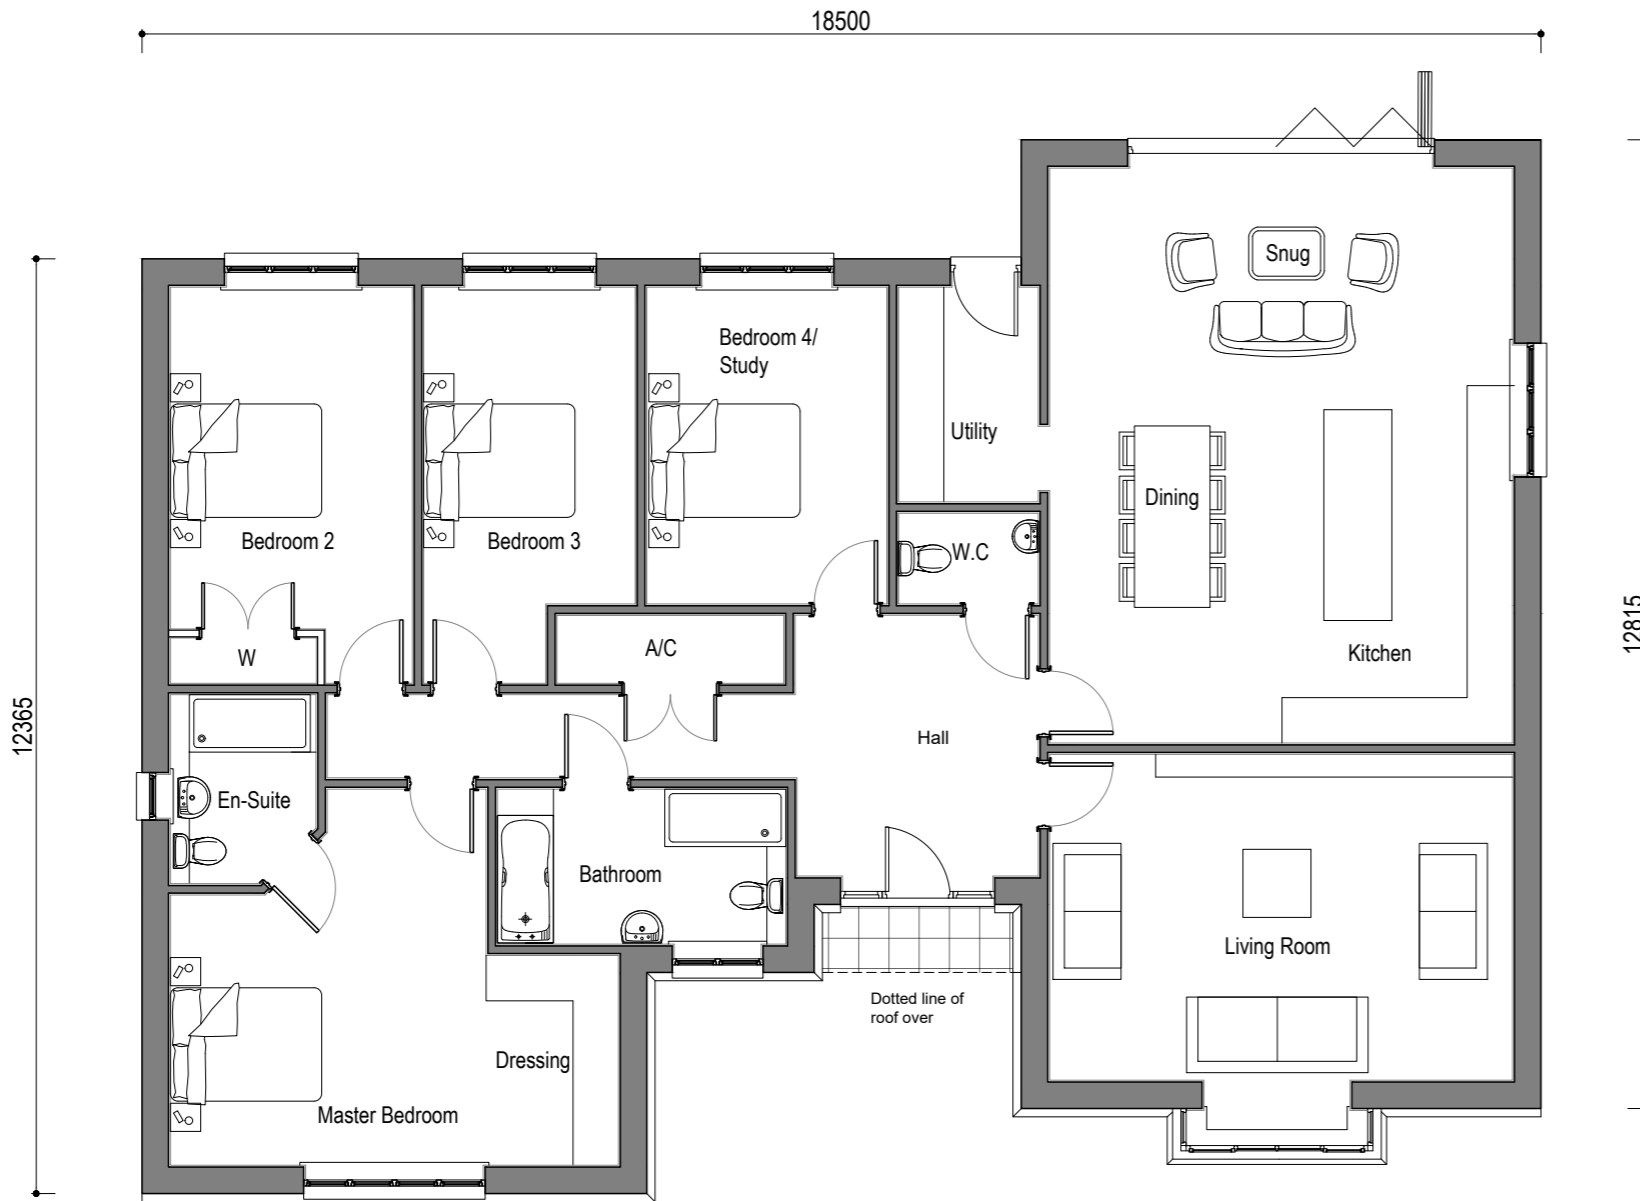 18500
Snug
Bedroom 4/
Study
Utility
Dining
Bedroom 2
Bedroom 3
W.C
12815
A/C
W
Kitchen
12365
Hall
En-Suite
Bathroom
Living Room
Dotted line of
roof over
Dressing
Master Bedroom